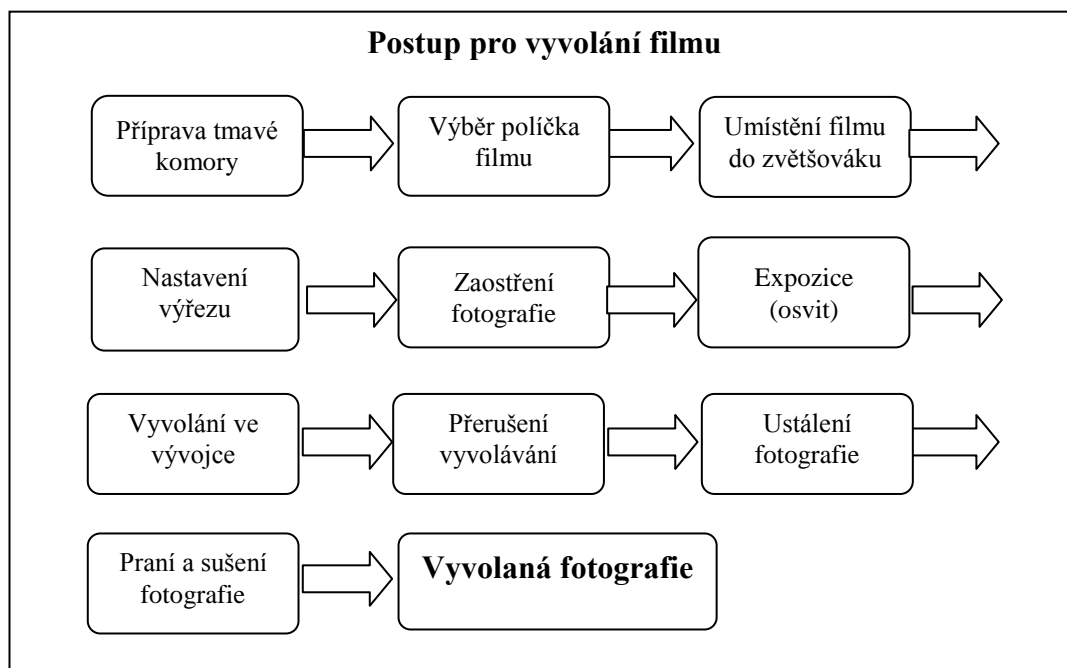 Postup pro vyvolání filmu
Příprava tmavé
komory
Výběr políčka
filmu
Umístění filmu
do zvětšováku
Nastavení
výřezu
Zaostření
fotografie
Expozice
(osvit)
Vyvolání ve
vývojce
Přerušení
vyvolávání
Ustálení
fotografie
Praní a sušení
fotografie
Vyvolaná fotografie